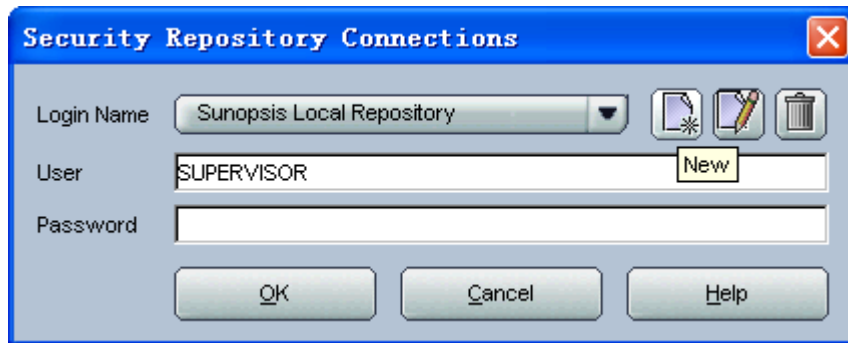 Security Repository Connections
Login Name Sunopsis Local Repository
New
User SUPERVISOR
Password
OK Cancel Help